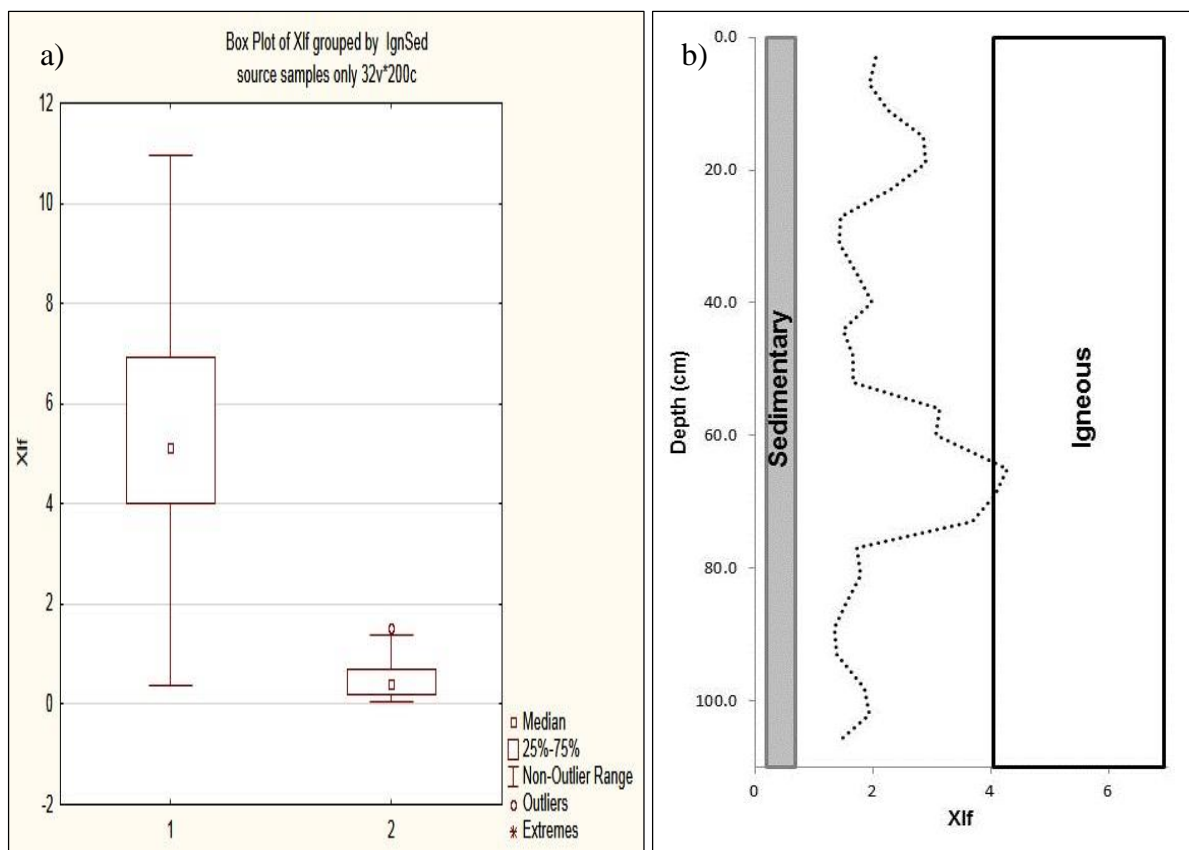 a)
Box Plot of Xlf grouped by IgnSed
source samples only 32v*200c
12
10
8
6
4
2
0
-2
Xlf
1
2
Median
25%-75%
Non-Outlier Range
Outliers
Extremes
b)
0.0
20.0
40.0
60.0
80.0
100.0
Depth (cm)
Sedimentary
Igneous
0
2
4
6
Xlf